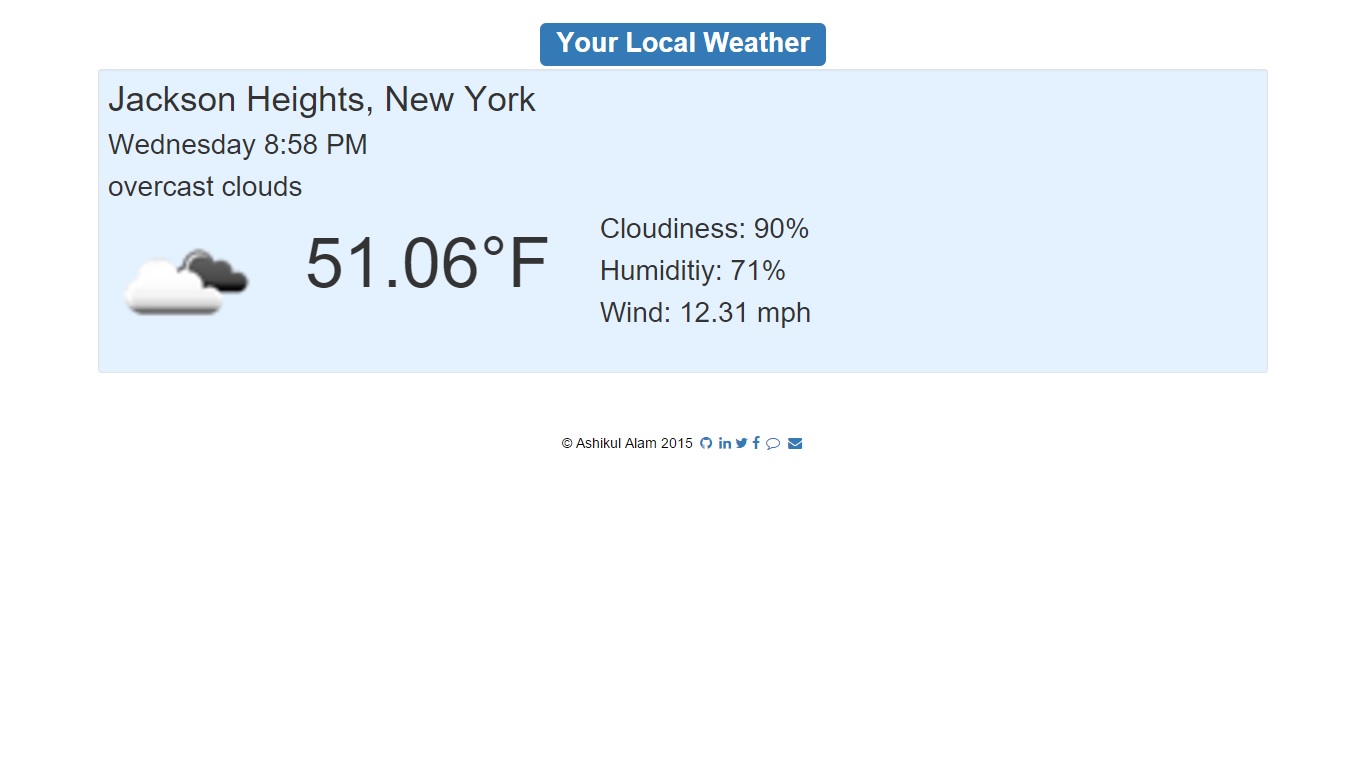 Your Local Weather
Jackson Heights, New York
Wednesday 8:58 PM
overcast clouds
51.06°F
Cloudiness: 90%
Humiditiy: 71%
Wind: 12.31 mph
© Ashikul Alam 2015